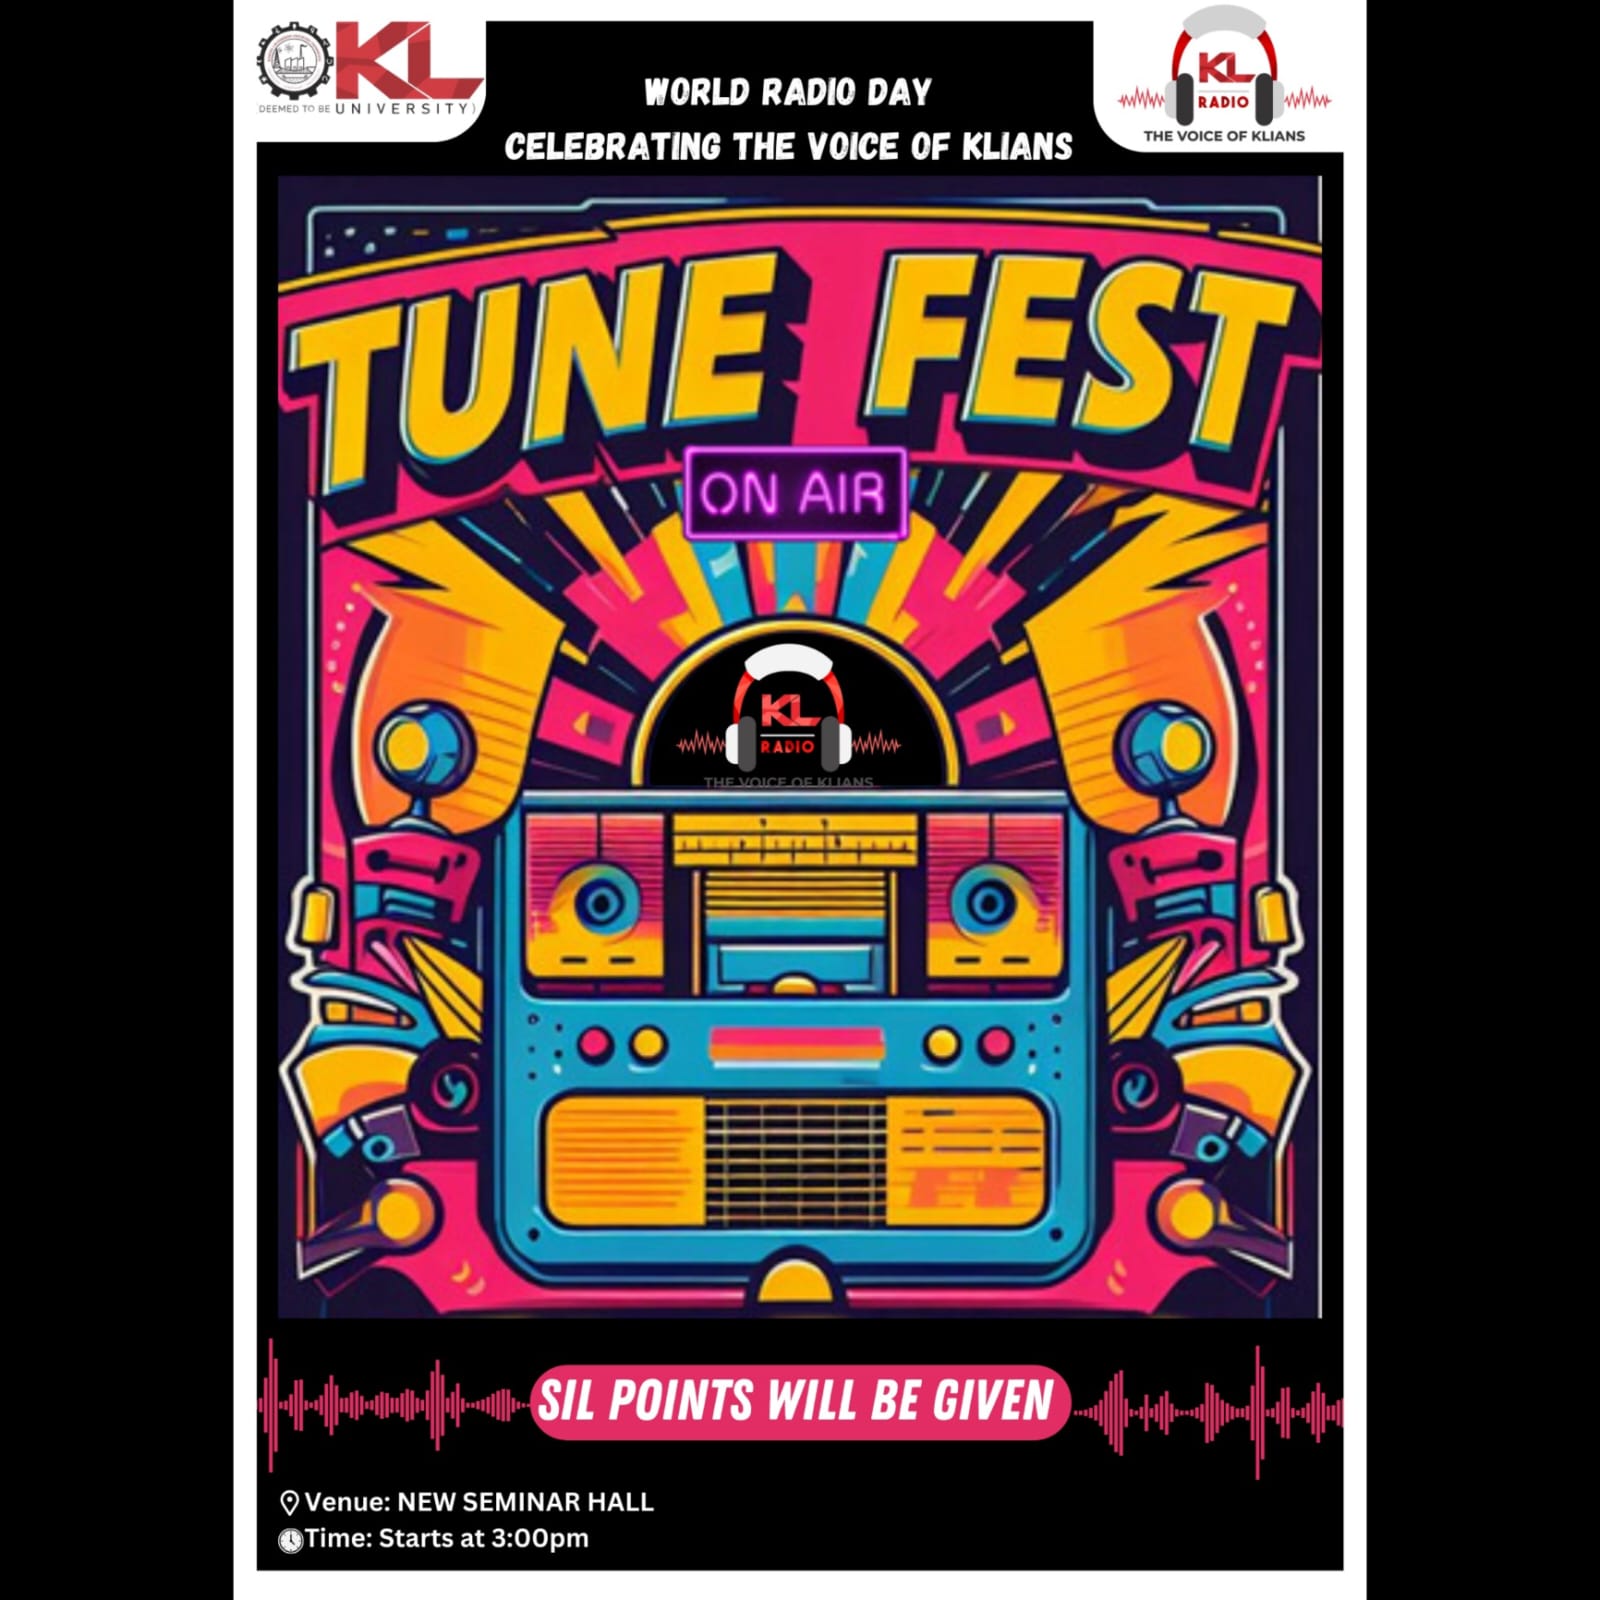 KL
DEEMED TO BE UNIVERSITY)
KL
RADIO
THE VOICE OF KLIANS
WORLD RADIO DAY
CELEBRATING THE VOICE OF KLIANS
TUNE FEST
ON AIR
KL
RADIO
THE VOICE OF KLIANS
SIL POINTS WILL BE GIVEN
Venue: NEW SEMINAR HALL
Time: Starts at 3:00pm